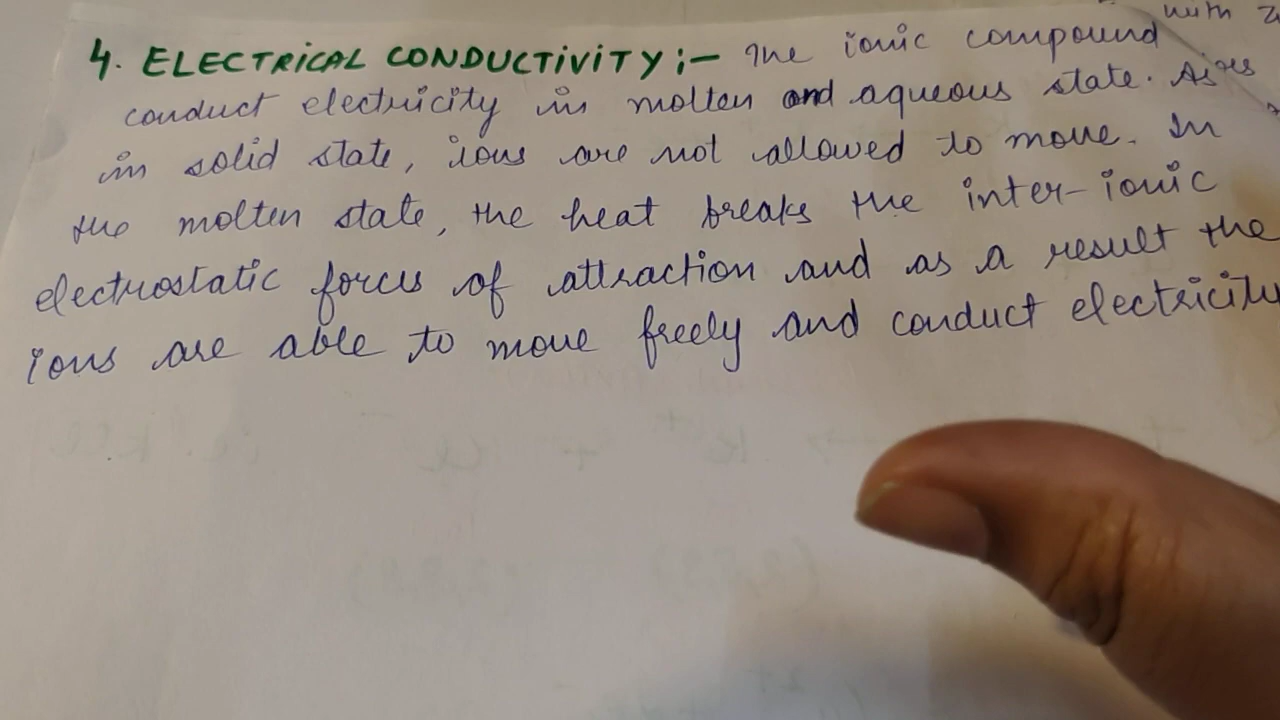 with
4. ELECTRICAL CONDUCTIVITY :- The ionic compound
conduct electricity in molten and aqueous state. As
in solid state, ions are not allowed to move. In
the molten state, the heat breaks the inter-ionic
electrostatic forces of attraction and as a result the
ions are able to move freely and conduct electricity